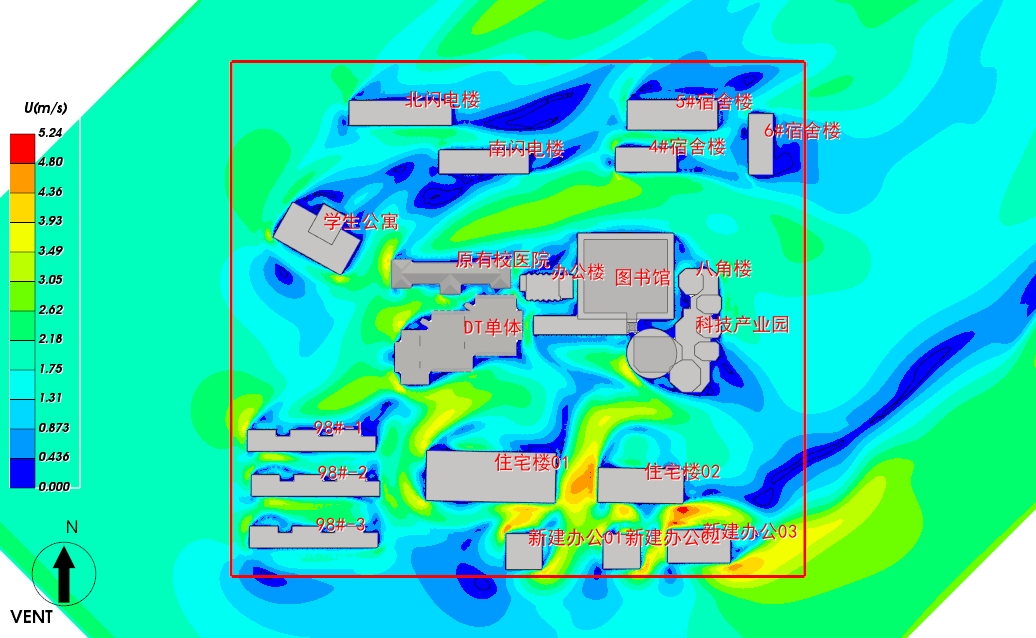 U(m/s)
5.24
4.80
4.36
3.93
3.49
3.05
2.62
2.18
1.75
1.31
0.873
0.436
0.000
N
VENT
北闪电楼
5#宿舍楼
6#宿舍楼
南闪电楼
4#宿舍楼
学生公寓
原有校医院
办公楼
图书馆
八角楼
DT单体
科技产业园
98#-1
98#-2
98#-3
住宅楼01
住宅楼02
新建办公01
新建办公02
新建办公03